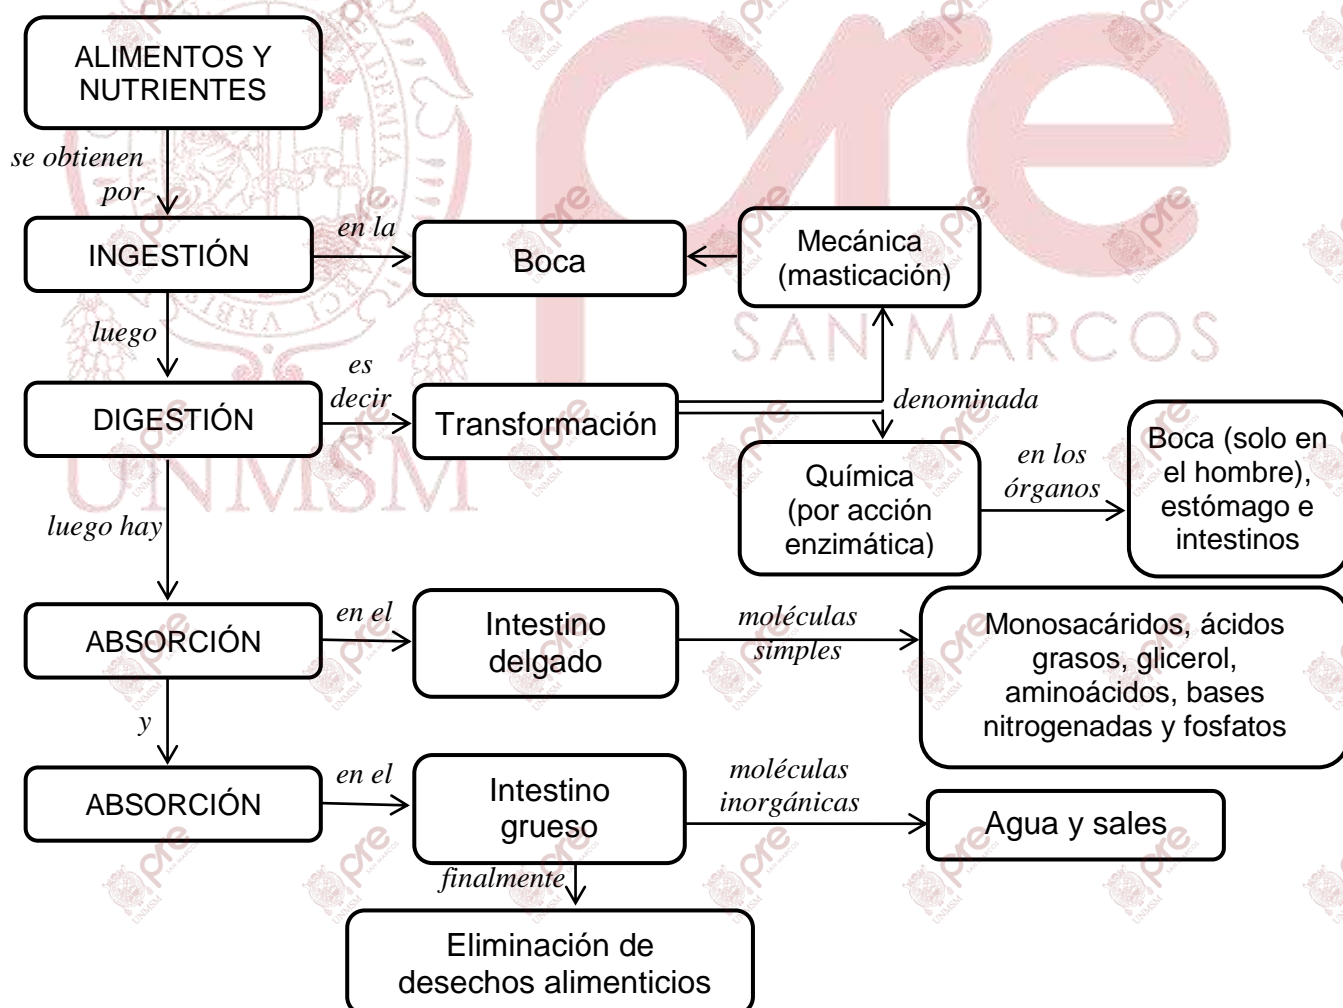 ALIMENTOS Y
NUTRIENTES
se obtienen
por
INGESTIÓN
en la
Boca
Mecánica
(masticación)
luego
DIGESTIÓN
es
decir
Transformación
denominada
Química
(por acción
enzimática)
en los
órganos
Boca (solo en
el hombre),
estómago e
intestinos
luego hay
ABSORCIÓN
en el
Intestino
delgado
moléculas
simples
Monosacáridos, ácidos
grasos, glicerol,
aminoácidos, bases
nitrogenadas y fosfatos
y
ABSORCIÓN
en el
Intestino
grueso
moléculas
inorgánicas
Agua y sales
finalmente
Eliminación de
desechos alimenticios
pre
SAN MARCOS
UNMSM